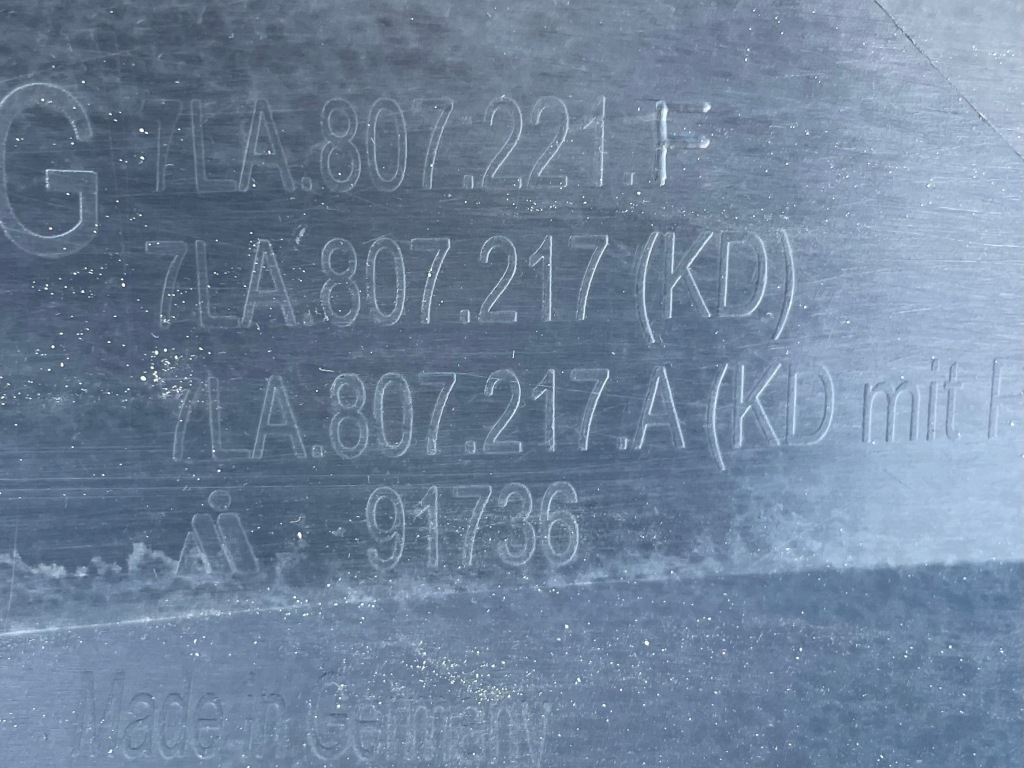 G 7LA.807.221.F
7LA.807.217 (KD)
7LA.807.217.A (KD mit
91736
Made in Germany